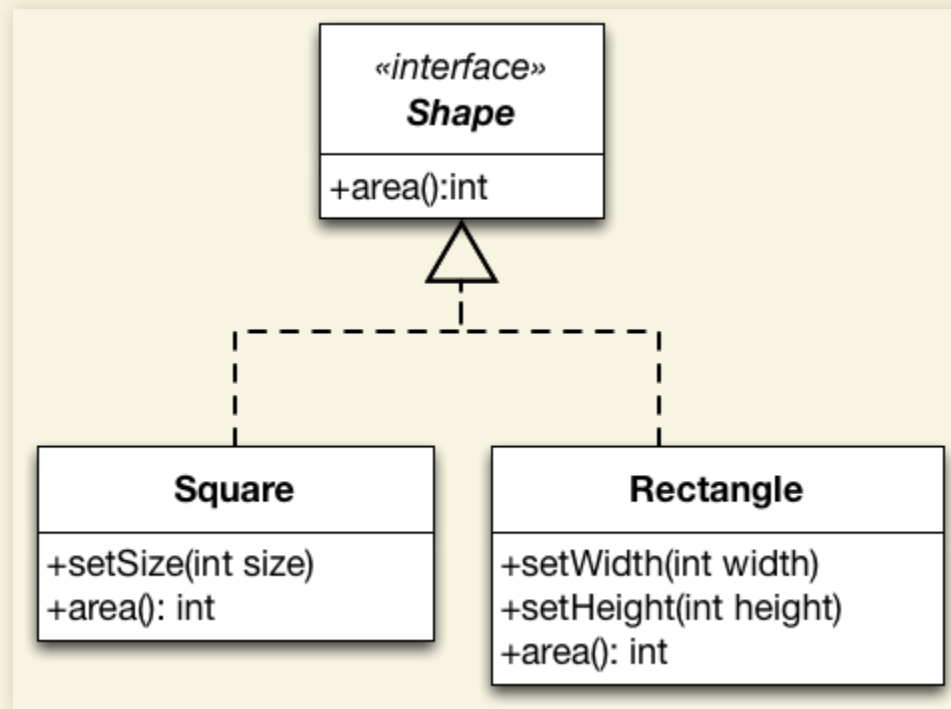 «interface»
Shape
+area():int
Square
+setSize(int size)
+area(): int
Rectangle
+setWidth(int width)
+setHeight(int height)
+area(): int